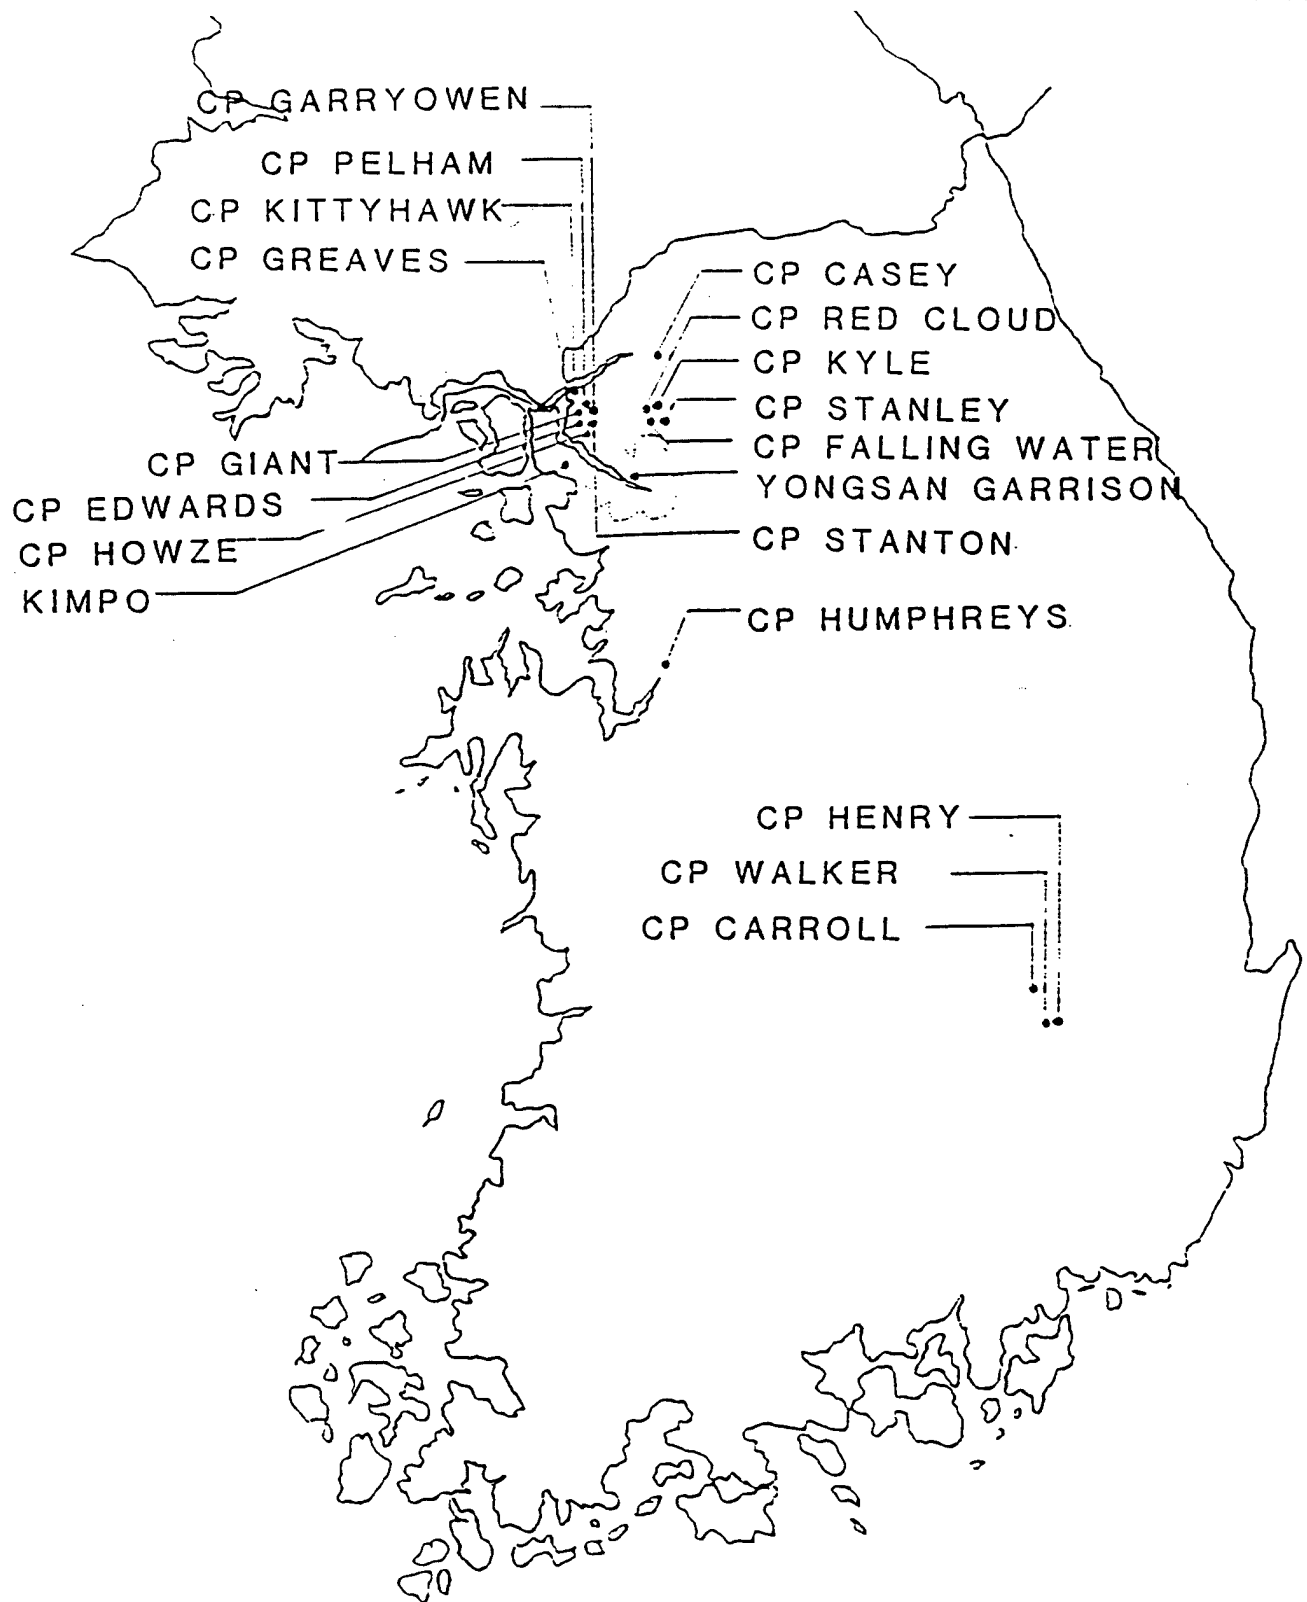 CP GARRYOWEN
CP PELHAM
CP KITTYHAWK
CP GREAVES
CP CASEY
CP RED CLOUD
CP KYLE
CP STANLEY
CP FALLING WATER
CP GIANT
YONGSAN GARRISON
CP EDWARDS
CP STANTON
CP HOWZE
KIMPO
CP HUMPHREYS
CP HENRY
CP WALKER
CP CARROLL